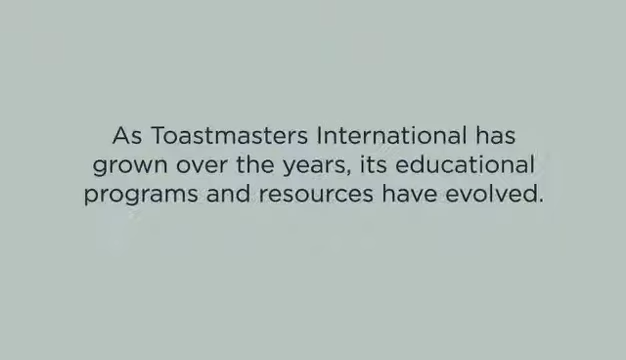 As Toastmasters International has
grown over the years, its educational
programs and resources have evolved.